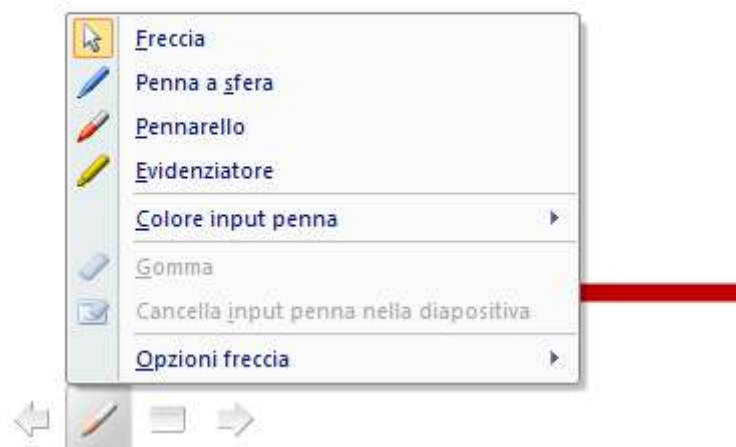 Freccia
Penna a sfera
Pennarello
Evidenziatore
Colore input penna
Gomma
Cancella input penna nella diapositiva
Opzioni freccia